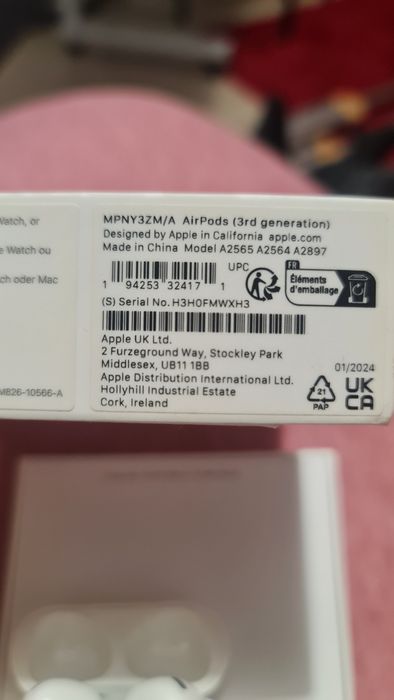 Watch, or
e Watch ou
ch oder Mac
MB26-10566-A
MPNY3ZM/A AirPods (3rd generation)
Designed by Apple in California apple.com
Made in China Model A2565 A2564 A2897
UPC
1 94253 32417 1
FR
Éléments
d'emballage
(S) Serial No. H3H0FMWXH3
Apple UK Ltd.
2 Furzeground Way, Stockley Park
Middlesex, UB11 1BB
Apple Distribution International Ltd.
Hollyhill Industrial Estate
Cork, Ireland
01/2024
21
PAP
UK
CA